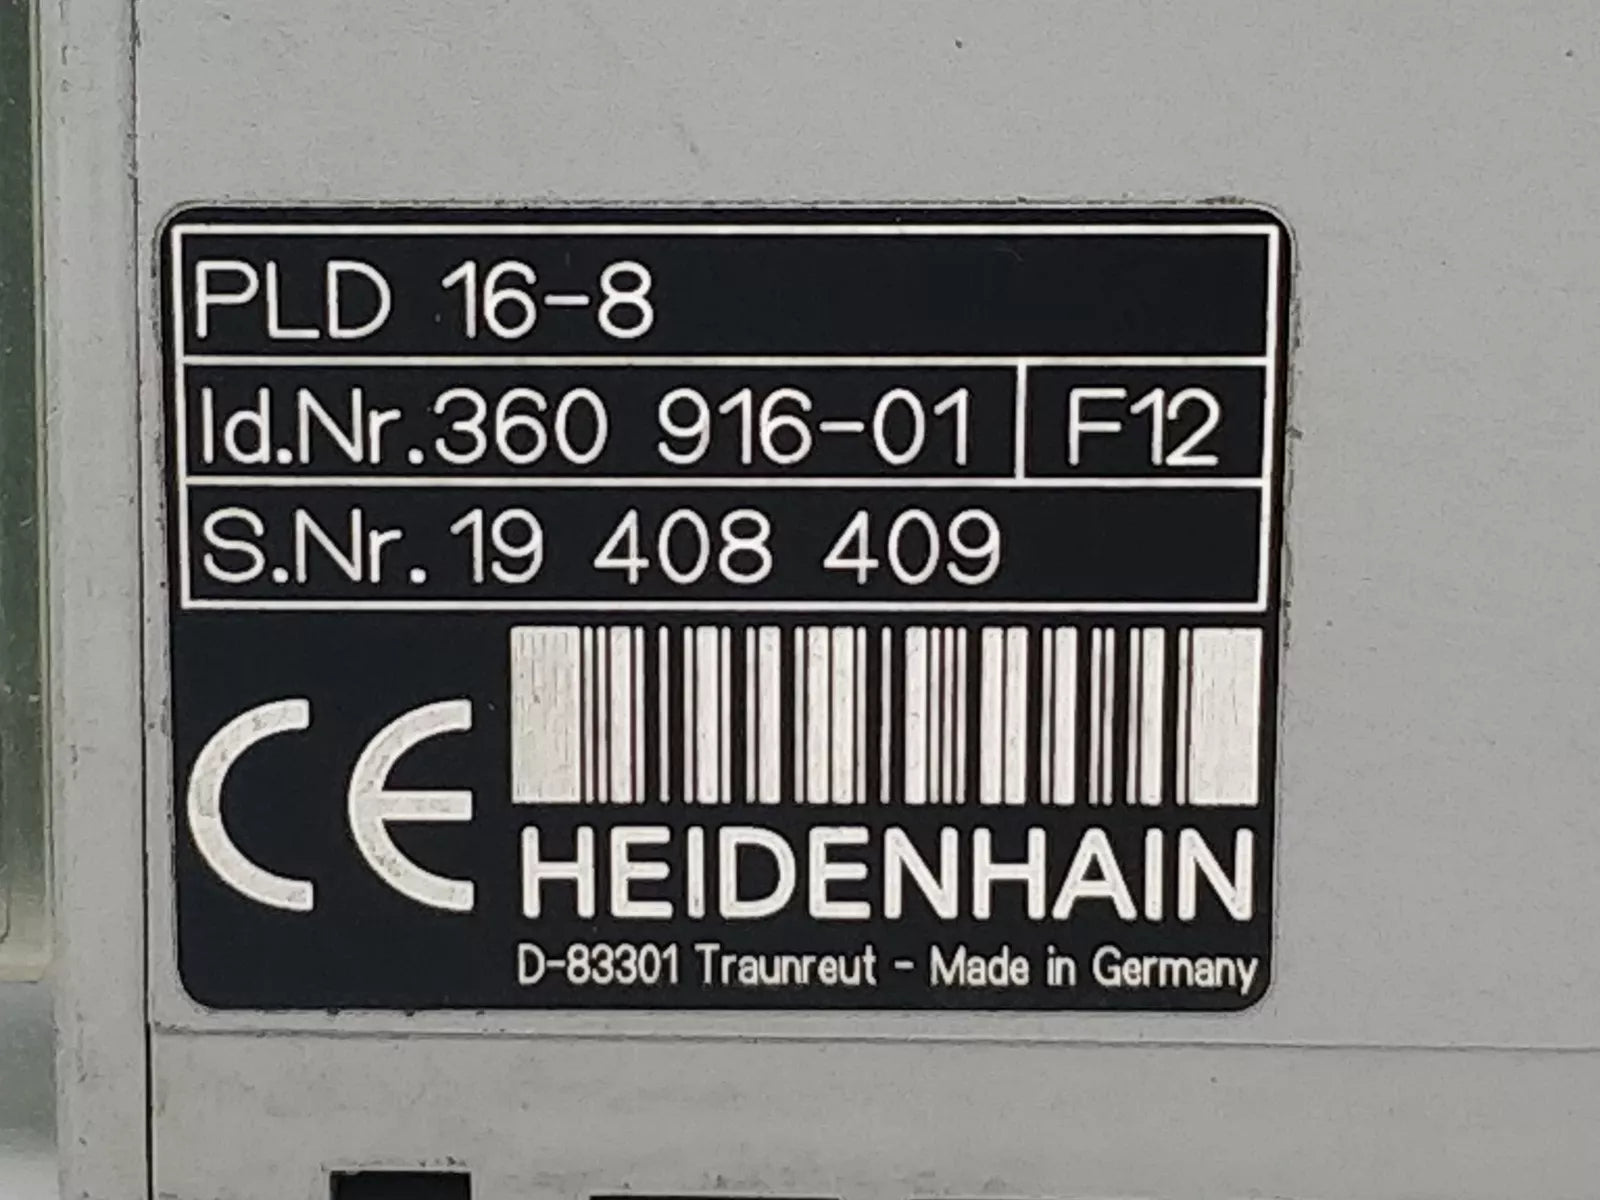 PLD 16-8
Id.Nr.360 916-01 F12
S.Nr.19 408 409
CE
HEIDENHAIN
D-83301 Traunreut - Made in Germany